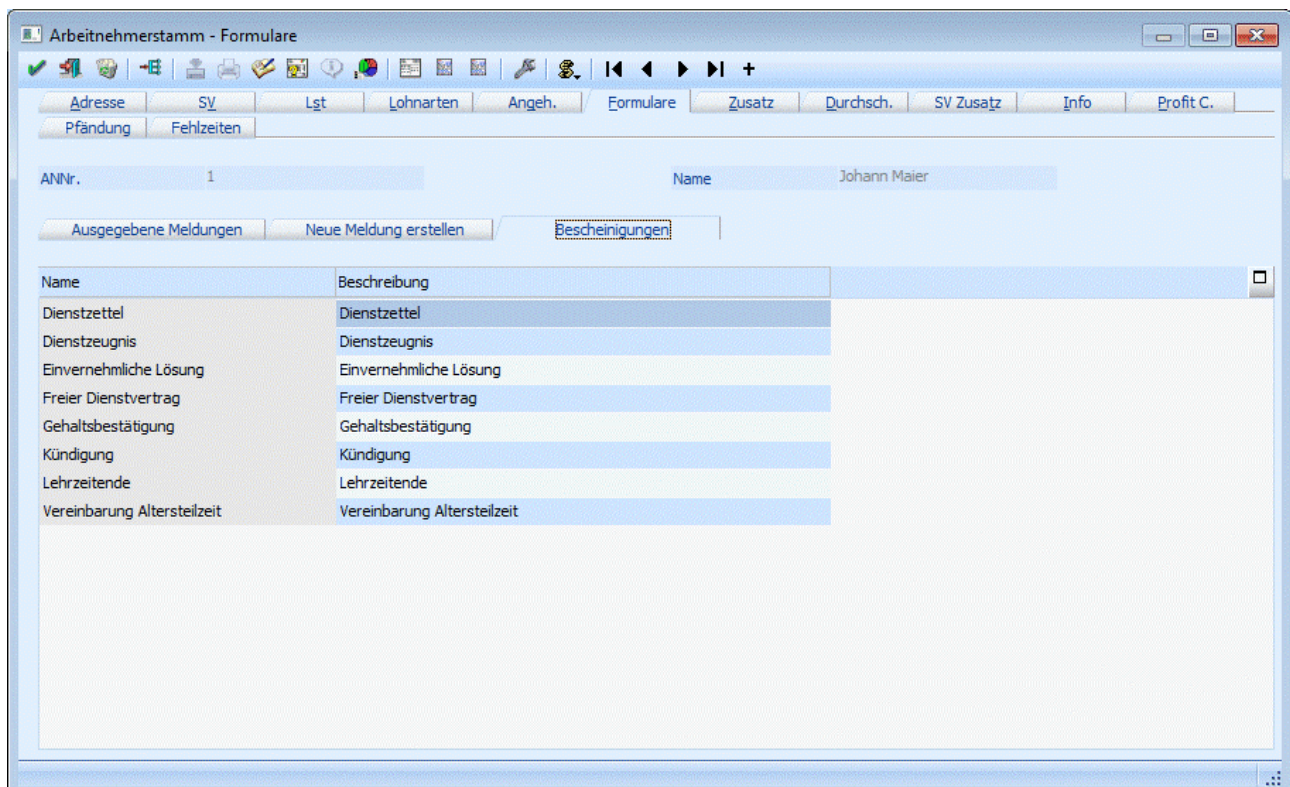 Arbeitnehmerstamm - Formulare
Adresse SV Lst Lohnarten Angeh. Formulare Zusatz Durchsch. SV Zusatz Info Profit C.
Pfändung Fehlzeiten
ANNr. 1 Name Johann Maier
Ausgegebene Meldungen Neue Meldung erstellen Bescheinigungen
Name Beschreibung
Dienstzettel Dienstzettel
Dienstzeugnis Dienstzeugnis
Einvernehmliche Lösung Einvernehmliche Lösung
Freier Dienstvertrag Freier Dienstvertrag
Gehaltsbestätigung Gehaltsbestätigung
Kündigung Kündigung
Lehrzeitende Lehrzeitende
Vereinbarung Altersteilzeit Vereinbarung Altersteilzeit